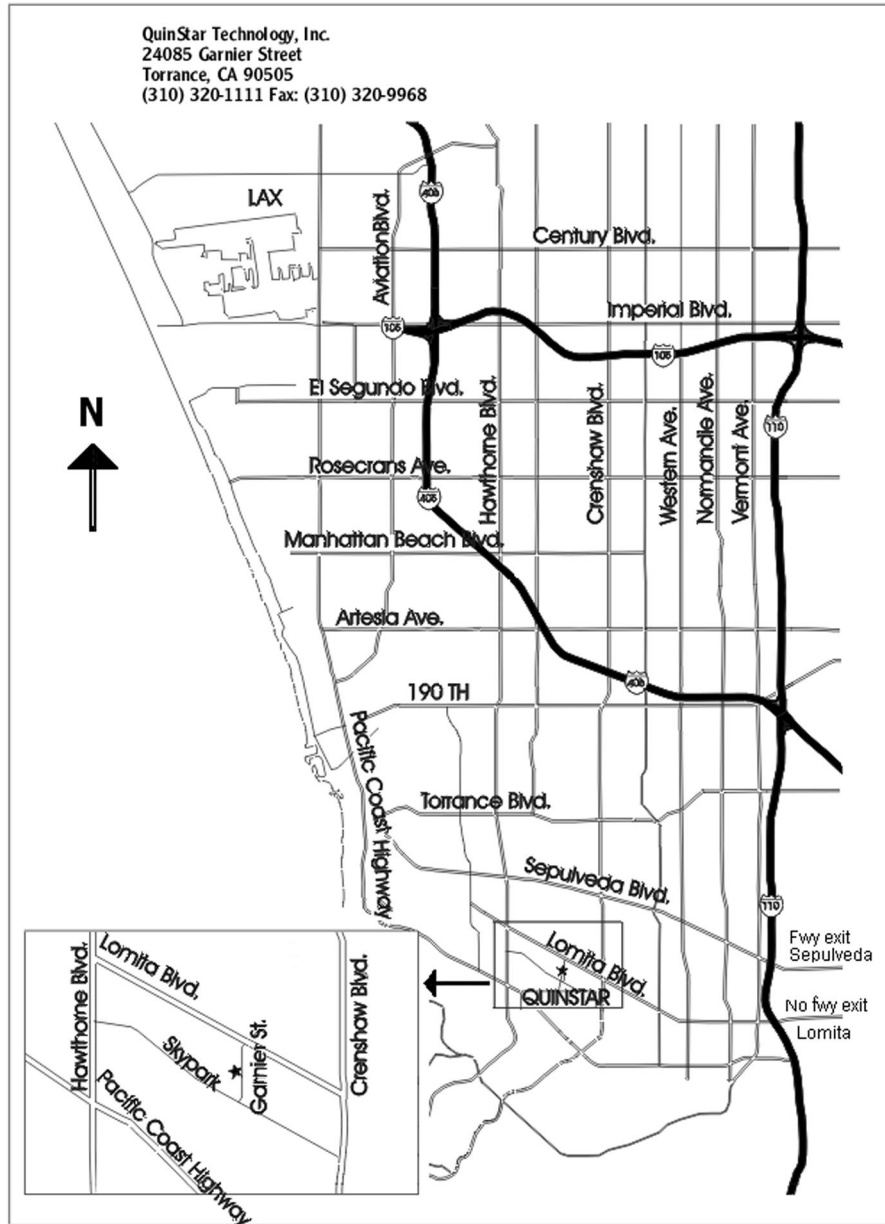 QuinStar Technology, Inc.
24085 Garnier Street
Torrance, CA 90505
(310) 320-1111 Fax: (310) 320-9968
LAX
405
Aviation Blvd.
Century Blvd.
Imperial Blvd.
105
105
El Segundo Blvd.
N
Hawthorne Blvd.
Crenshaw Blvd.
Western Ave.
Normandie Ave.
Vermont Ave.
110
Rosecrans Ave.
405
Manhattan Beach Blvd.
Artesia Ave.
405
190 TH
Pacific Coast Highway
Torrance Blvd.
Sepulveda Blvd.
110
Fwy exit
Sepulveda
Lomita Blvd.
QUINSTAR
No fwy exit
Lomita
Hawthorne Blvd.
Lomita Blvd.
Crenshaw Blvd.
Skypark
Garnier St.
Pacific Coast Highway